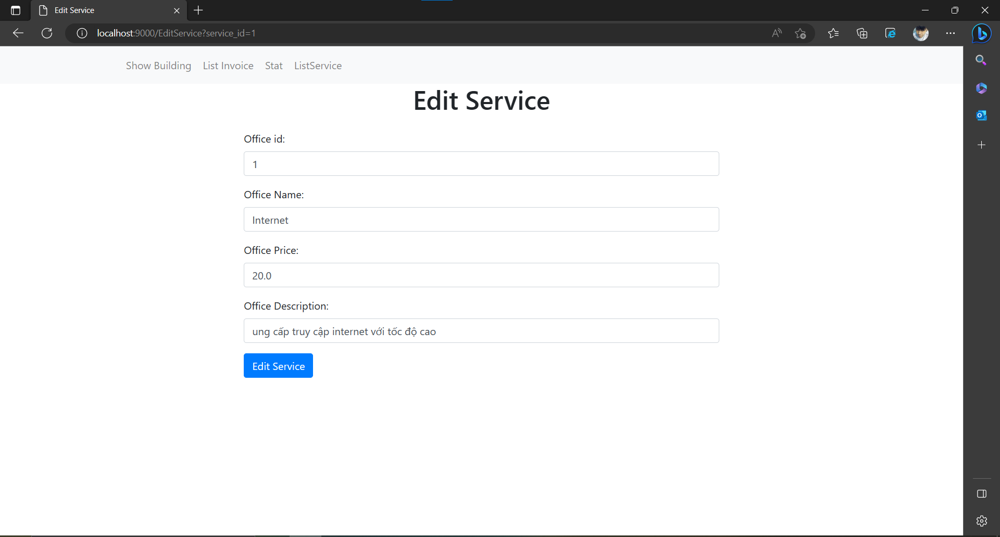 Edit Service
localhost:9000/EditService?service_id=1
Show Building List Invoice Stat ListService
Edit Service
Office id:
1
Office Name:
Internet
Office Price:
20.0
Office Description:
ung cấp truy cập internet với tốc độ cao
Edit Service